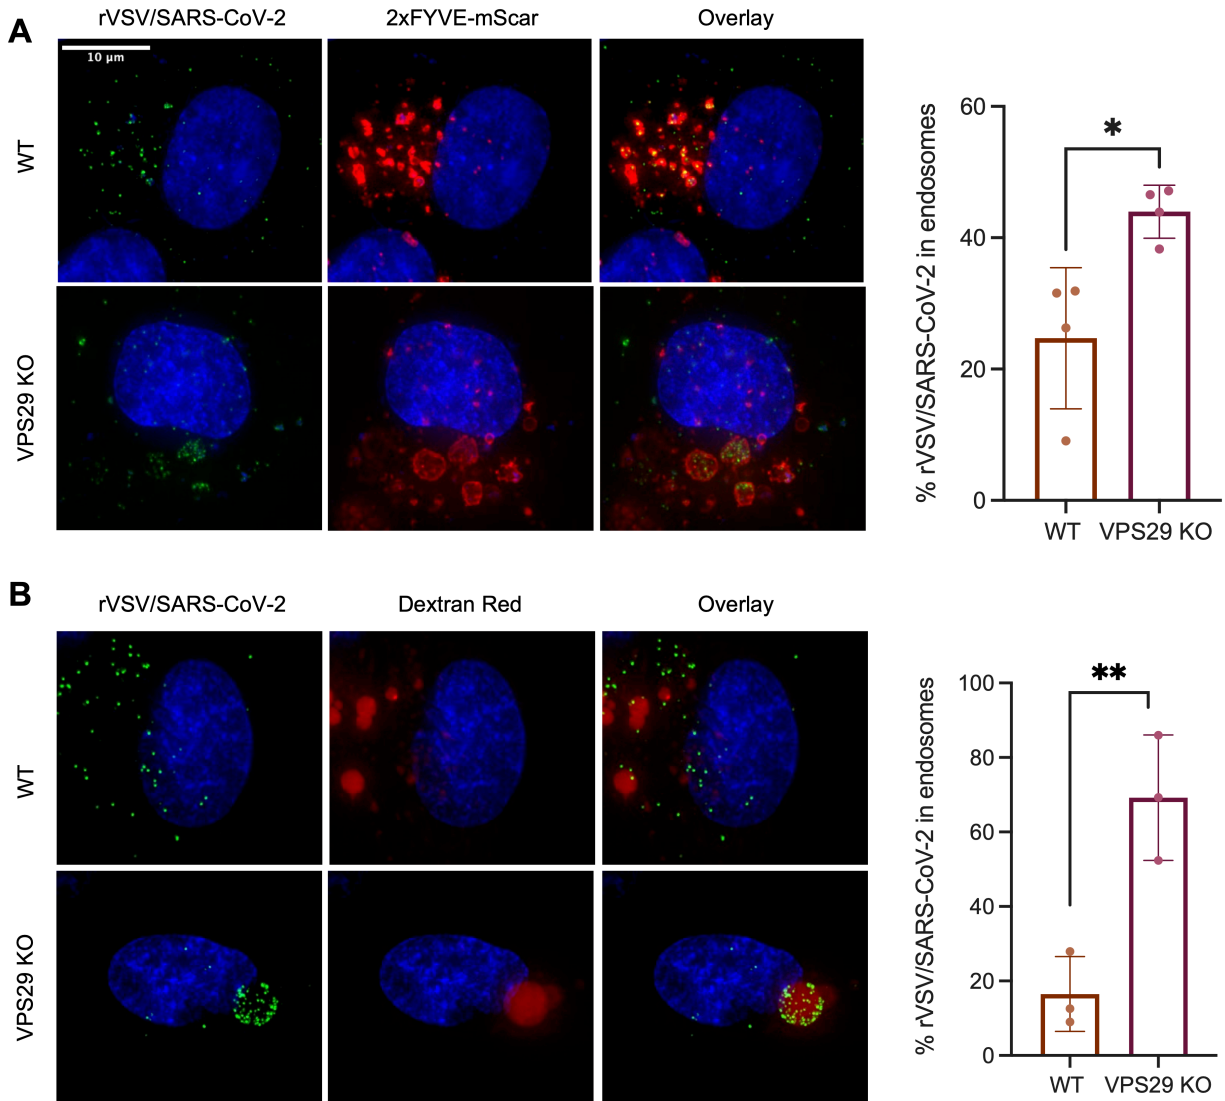 A
rVSV/SARS-CoV-2
2xFYVE-mScar
Overlay
10 µm
WT
VPS29 KO
% rVSV/SARS-CoV-2 in endosomes
60
40
20
0
*
WT
VPS29 KO
B
rVSV/SARS-CoV-2
Dextran Red
Overlay
WT
VPS29 KO
% rVSV/SARS-CoV-2 in endosomes
100
80
60
40
20
0
**
WT
VPS29 KO